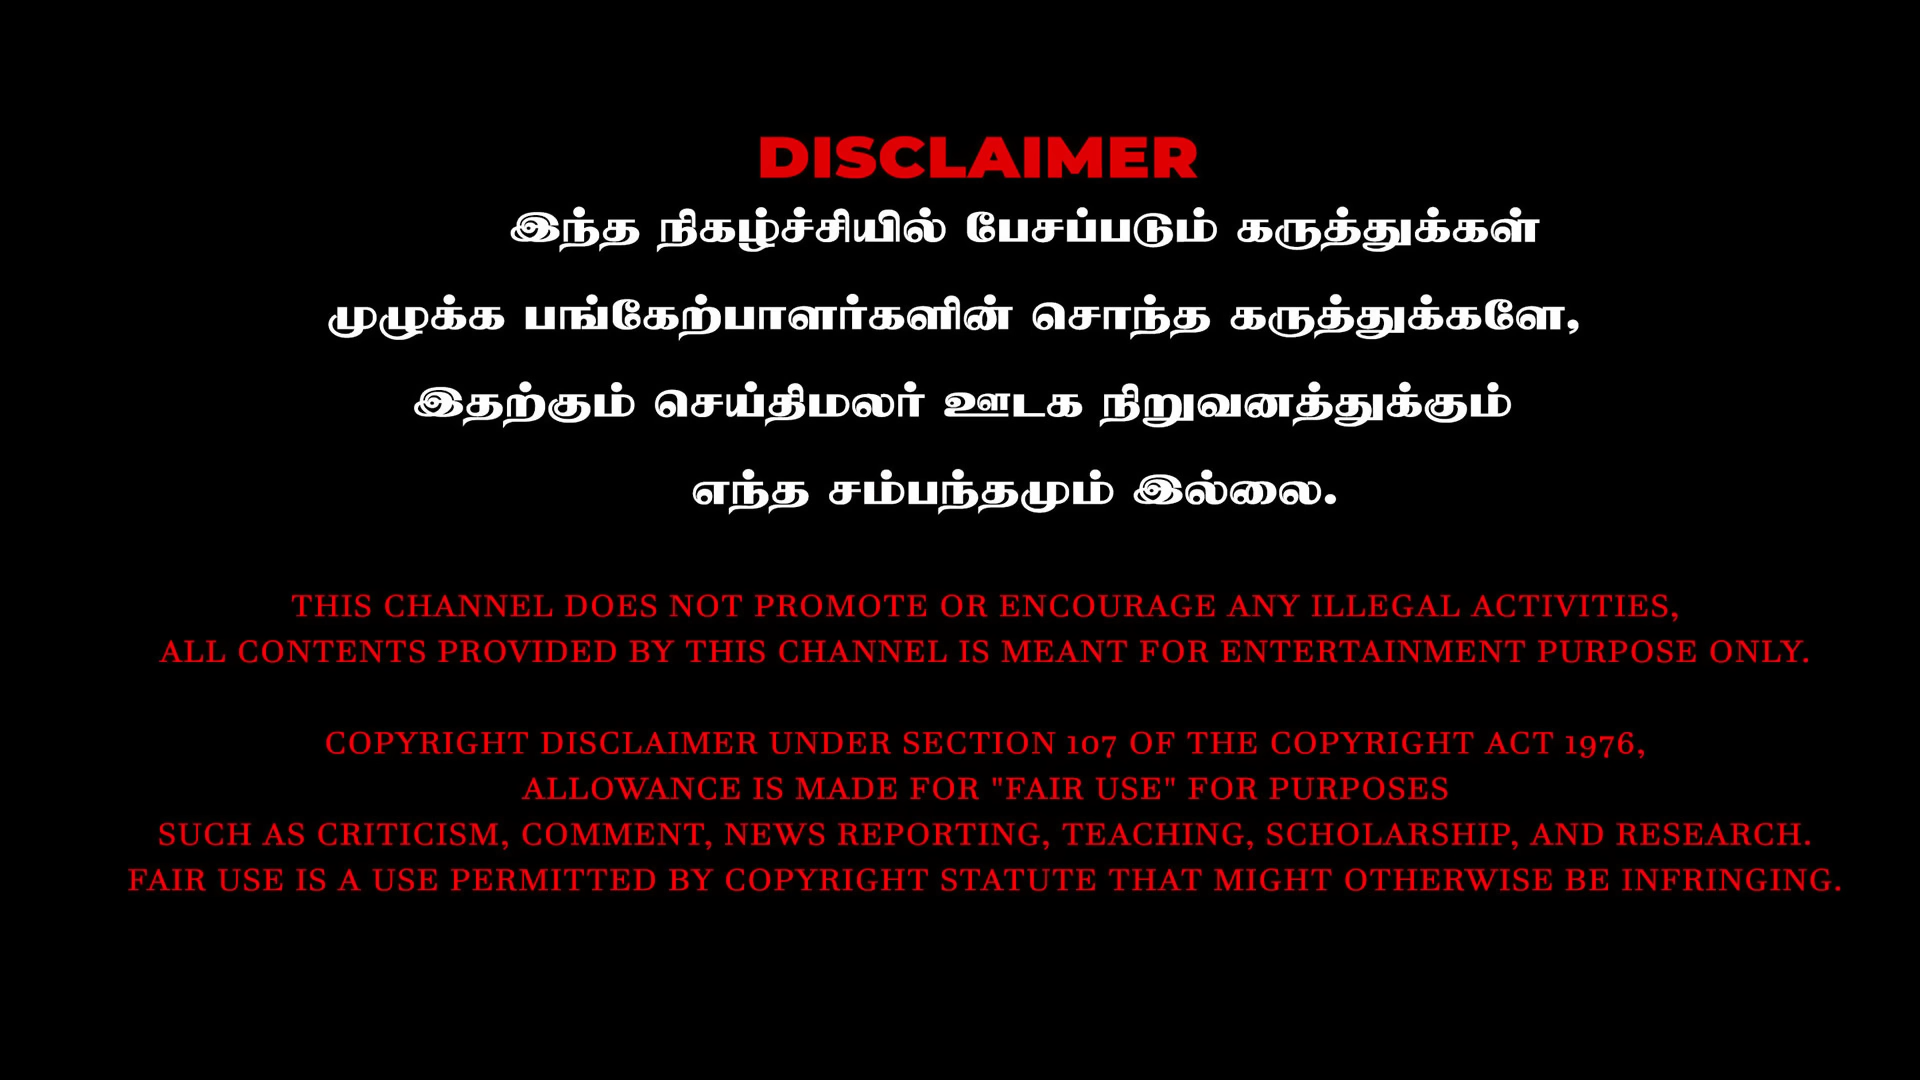 DISCLAIMER
இந்த நிகழ்ச்சியில் பேசப்படும் கருத்துக்கள்
முழுக்க பங்கேற்பாளர்களின் சொந்த கருத்துக்களே,
இதற்கும் செய்திமலர் ஊடக நிறுவனத்துக்கும்
எந்த சம்பந்தமும் இல்லை.
THIS CHANNEL DOES NOT PROMOTE OR ENCOURAGE ANY ILLEGAL ACTIVITIES,
ALL CONTENTS PROVIDED BY THIS CHANNEL IS MEANT FOR ENTERTAINMENT PURPOSE ONLY.
COPYRIGHT DISCLAIMER UNDER SECTION 107 OF THE COPYRIGHT ACT 1976,
ALLOWANCE IS MADE FOR "FAIR USE" FOR PURPOSES
SUCH AS CRITICISM, COMMENT, NEWS REPORTING, TEACHING, SCHOLARSHIP, AND RESEARCH.
FAIR USE IS A USE PERMITTED BY COPYRIGHT STATUTE THAT MIGHT OTHERWISE BE INFRINGING.